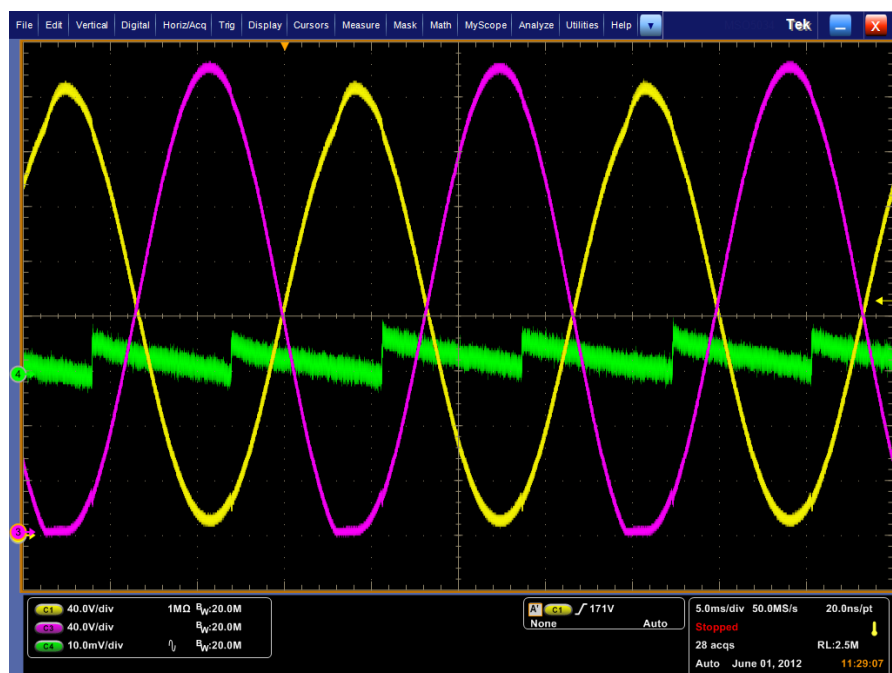 File Edit Vertical Digital Horiz/Acq Trig Display Cursors Measure Mask Math MyScope Analyze Utilities Help Tek X
4
3
C1 40.0V/div 1MΩ BW:20.0M
C3 40.0V/div BW:20.0M
C4 10.0mV/div BW:20.0M
A' C1 171V
None Auto
5.0ms/div 50.0MS/s 20.0ns/pt
Stopped
28 acqs RL:2.5M
Auto June 01, 2012 11:29:07